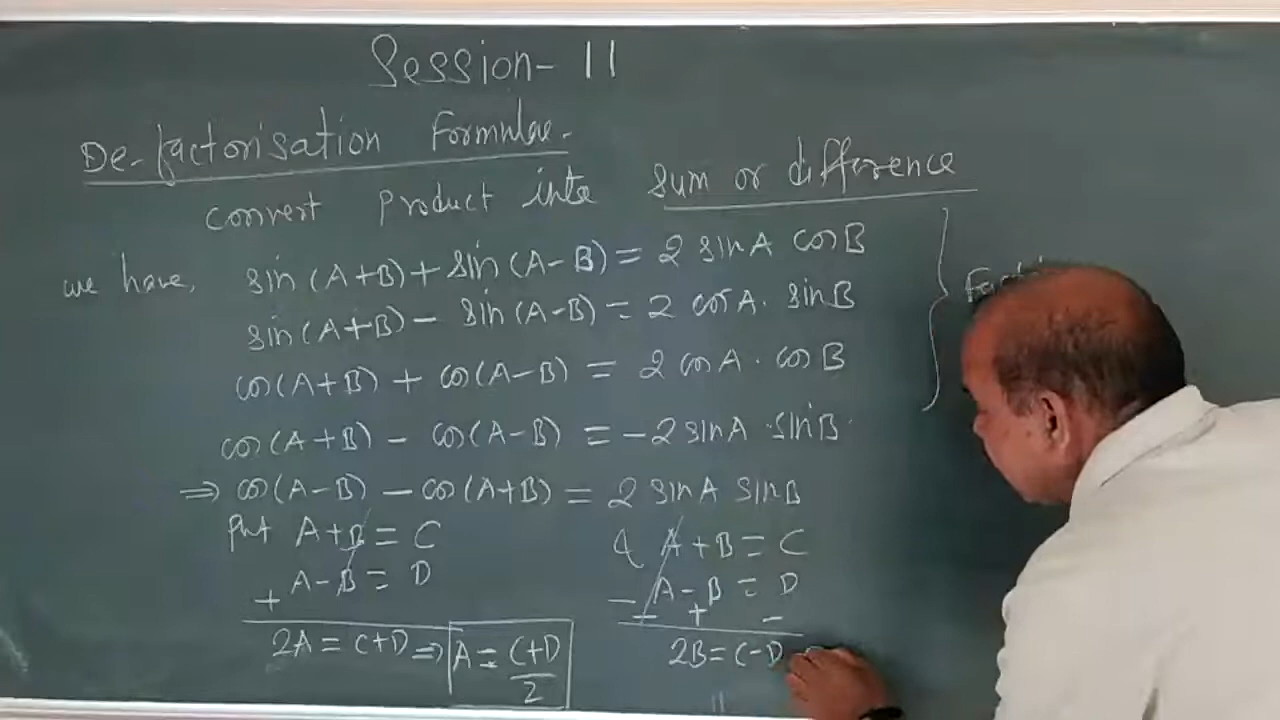 Session - 11
De-factorisation Formulae.
convert product into sum or difference
we have, sin(A+B) + sin(A-B) = 2 sinA cosB
sin(A+B) - sin(A-B) = 2 cosA. sinB
cos(A+B) + cos(A-B) = 2 cosA . cosB
cos(A+B) - cos(A-B) = -2 sinA . sinB
⇒ cos(A-B) - cos(A+B) = 2 sinA sinB
Put A+B = C
A-B = D
+
2A = C+D ⇒ A = C+D/2
& A+B = C
A-B = D
- - + -
2B = C-D